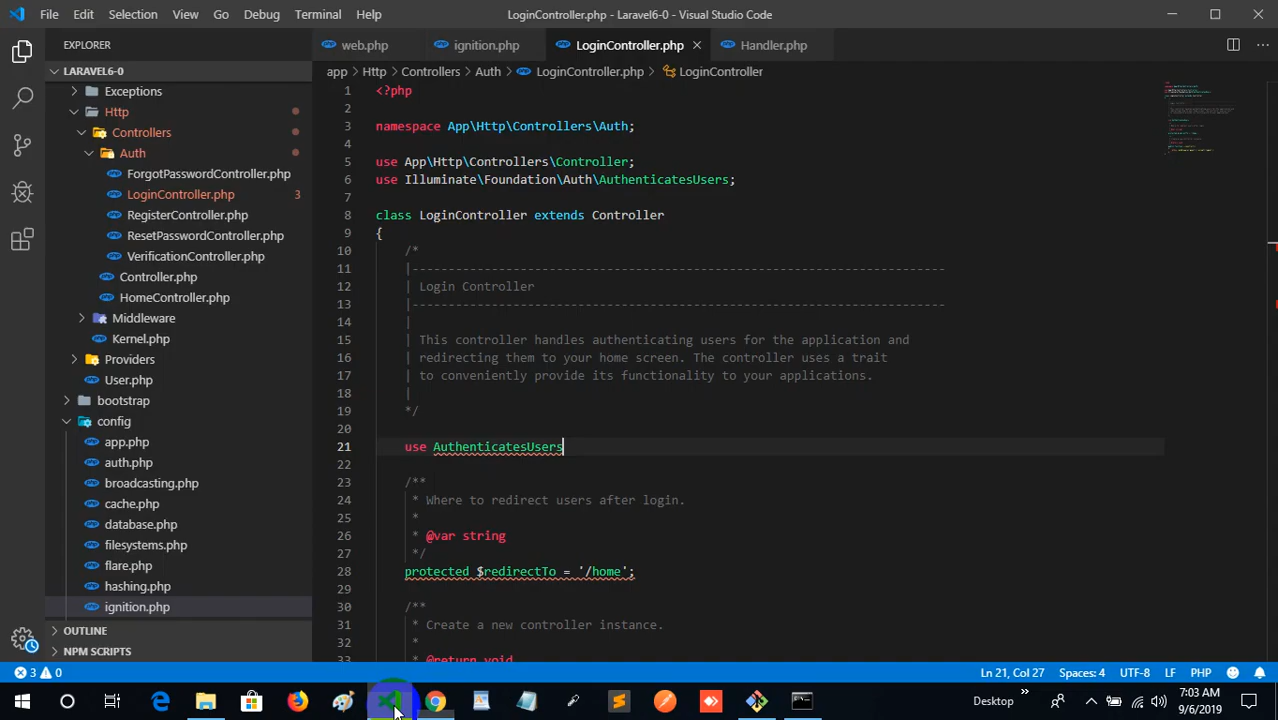 File Edit Selection View Go Debug Terminal Help
LoginController.php - Laravel6-0 - Visual Studio Code
EXPLORER
LARAVEL6-0
Exceptions
Http
Controllers
Auth
ForgotPasswordController.php
LoginController.php 3
RegisterController.php
ResetPasswordController.php
VerificationController.php
Controller.php
HomeController.php
Middleware
Kernel.php
Providers
User.php
bootstrap
config
app.php
auth.php
broadcasting.php
cache.php
database.php
filesystems.php
flare.php
hashing.php
ignition.php
OUTLINE
NPM SCRIPTS
web.php ignition.php LoginController.php Handler.php
app > Http > Controllers > Auth > LoginController.php > LoginController
1 <?php
2
3 namespace App\Http\Controllers\Auth;
4
5 use App\Http\Controllers\Controller;
6 use Illuminate\Foundation\Auth\AuthenticatesUsers;
7
8 class LoginController extends Controller
9 {
10 /*
11 |--------------------------------------------------------------------------
12 | Login Controller
13 |--------------------------------------------------------------------------
14 |
15 | This controller handles authenticating users for the application and
16 | redirecting them to your home screen. The controller uses a trait
17 | to conveniently provide its functionality to your applications.
18 |
19 */
20
21 use AuthenticatesUsers
22
23 /**
24 * Where to redirect users after login.
25 *
26 * @var string
27 */
28 protected $redirectTo = '/home';
29
30 /**
31 * Create a new controller instance.
32 *
33 * @return void
3 0
Ln 21, Col 27 Spaces: 4 UTF-8 LF PHP
Desktop
7:03 AM
9/6/2019